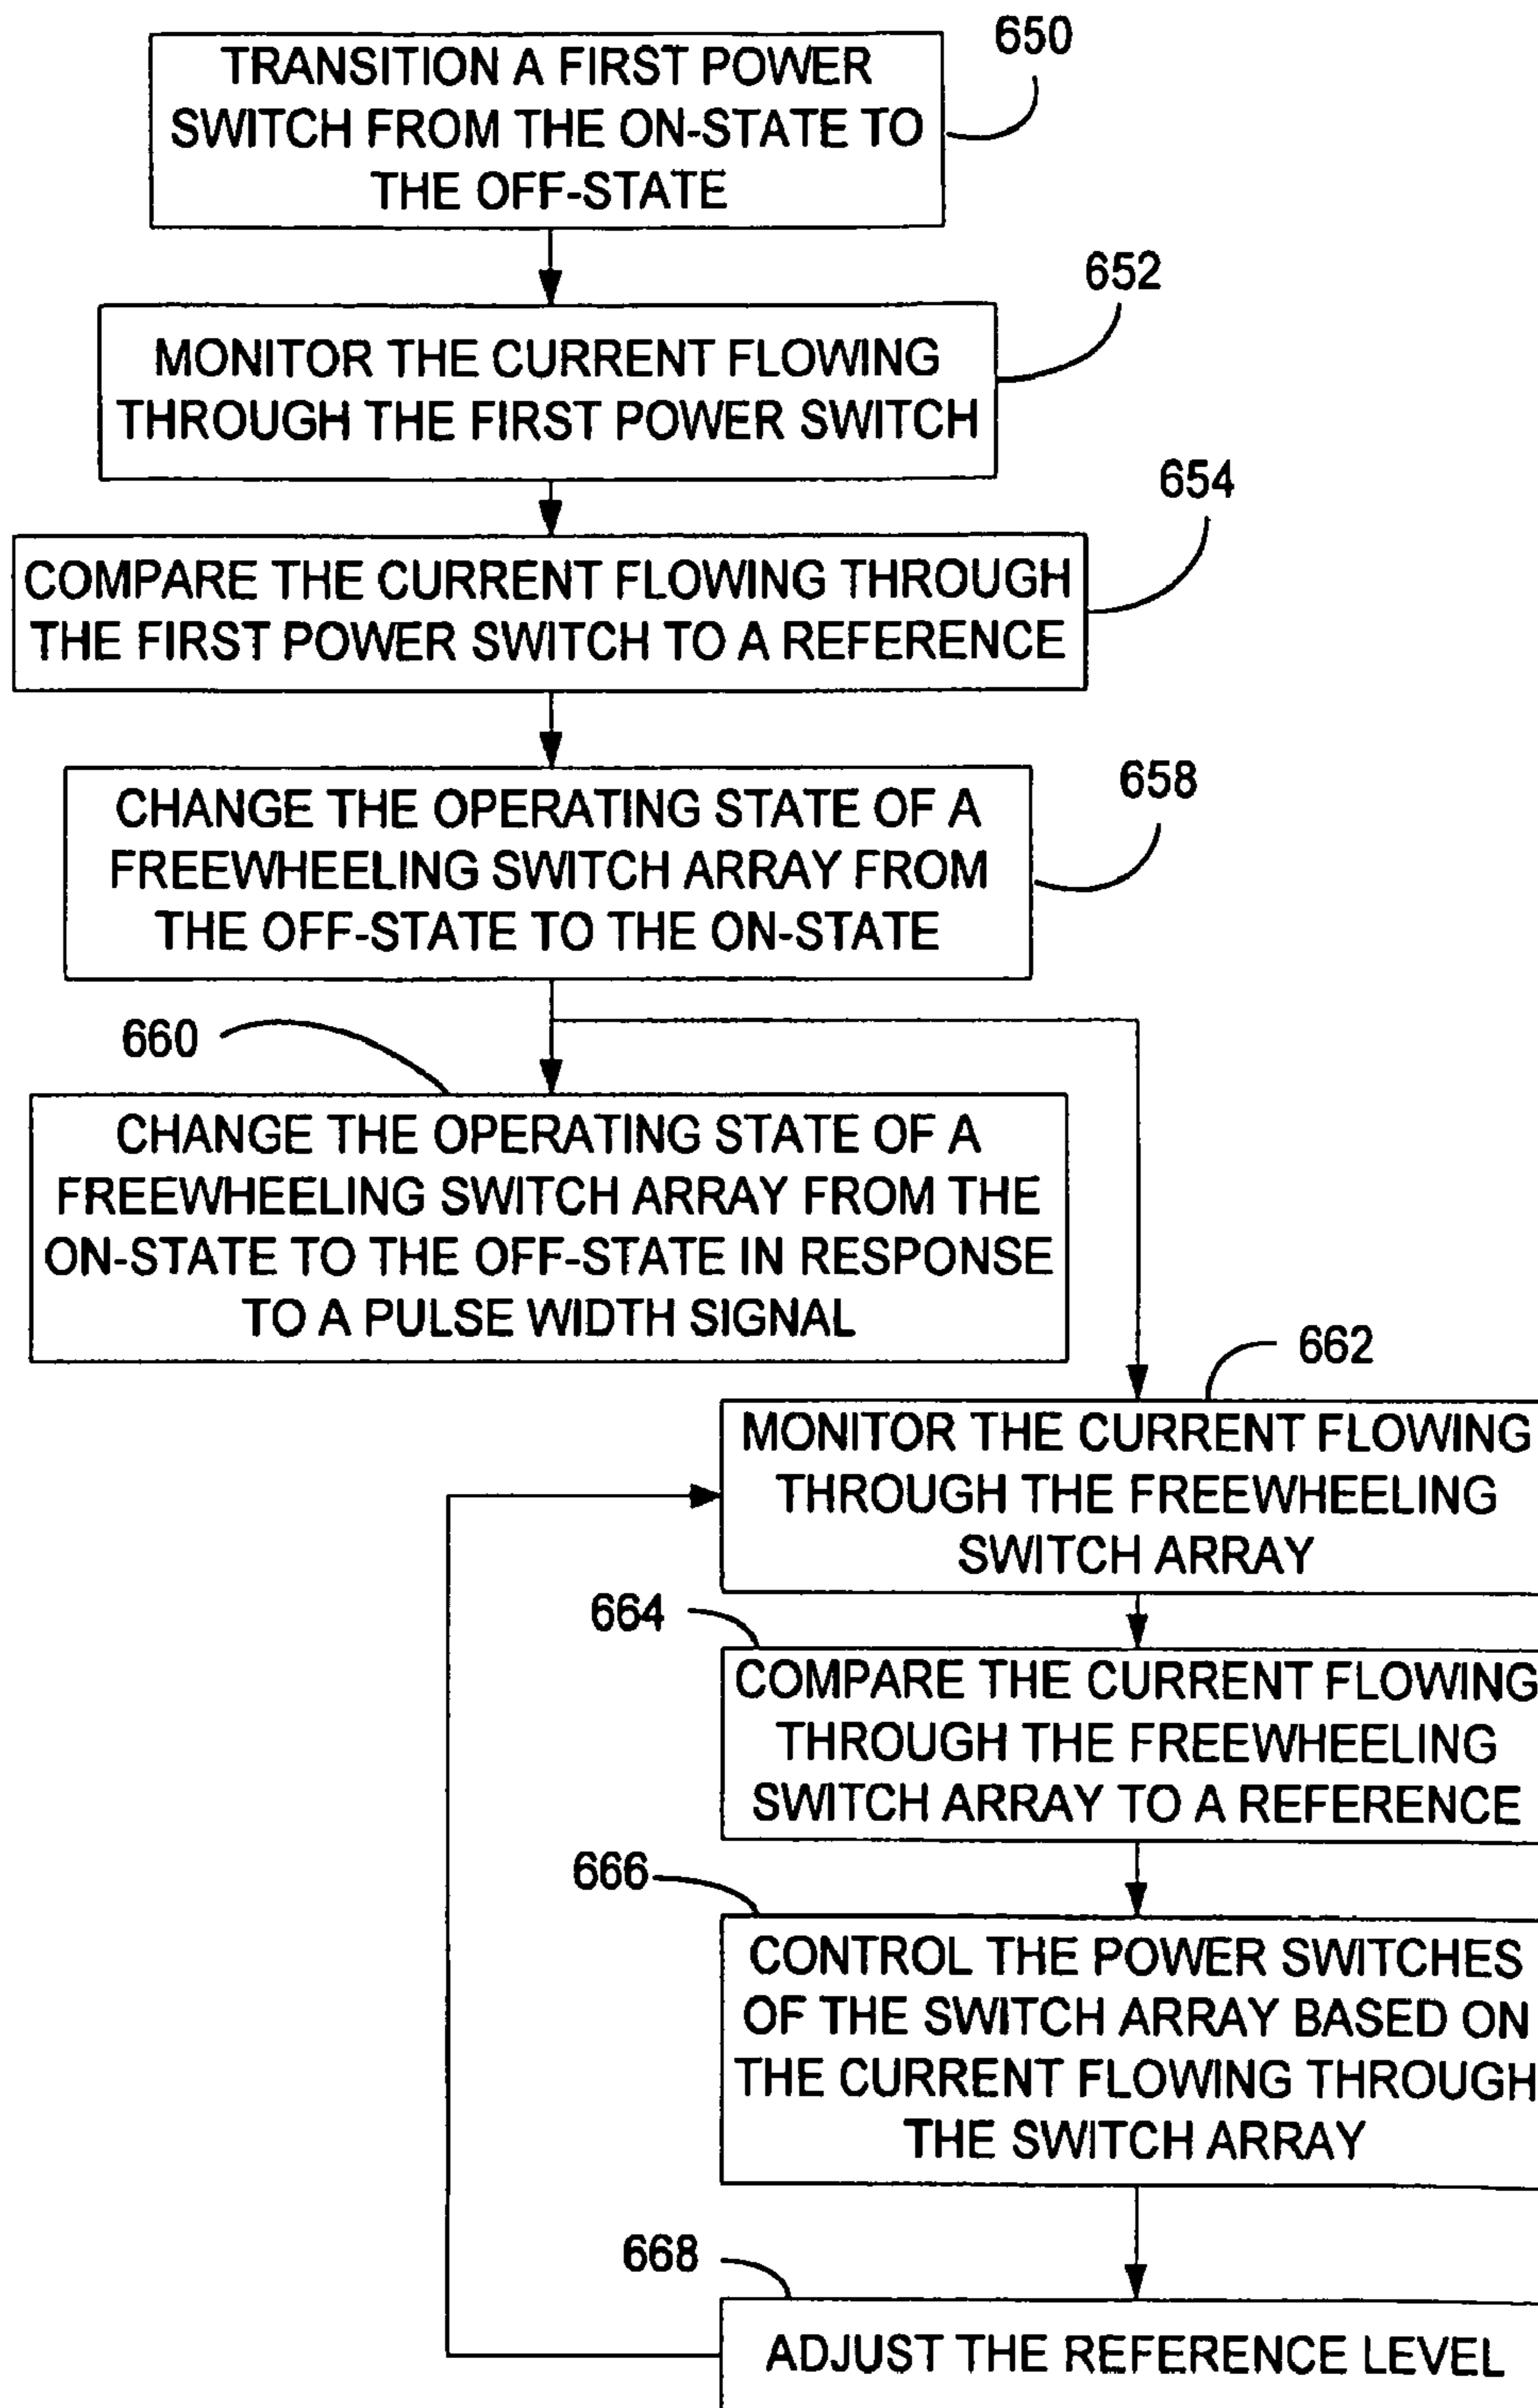 650
TRANSITION A FIRST POWER
SWITCH FROM THE ON-STATE TO
THE OFF-STATE
652
MONITOR THE CURRENT FLOWING
THROUGH THE FIRST POWER SWITCH
654
COMPARE THE CURRENT FLOWING THROUGH
THE FIRST POWER SWITCH TO A REFERENCE
658
CHANGE THE OPERATING STATE OF A
FREEWHEELING SWITCH ARRAY FROM
THE OFF-STATE TO THE ON-STATE
660
CHANGE THE OPERATING STATE OF A
FREEWHEELING SWITCH ARRAY FROM THE
ON-STATE TO THE OFF-STATE IN RESPONSE
TO A PULSE WIDTH SIGNAL
662
MONITOR THE CURRENT FLOWING
THROUGH THE FREEWHEELING
SWITCH ARRAY
664
COMPARE THE CURRENT FLOWING
THROUGH THE FREEWHEELING
SWITCH ARRAY TO A REFERENCE
666
CONTROL THE POWER SWITCHES
OF THE SWITCH ARRAY BASED ON
THE CURRENT FLOWING THROUGH
THE SWITCH ARRAY
668
ADJUST THE REFERENCE LEVEL